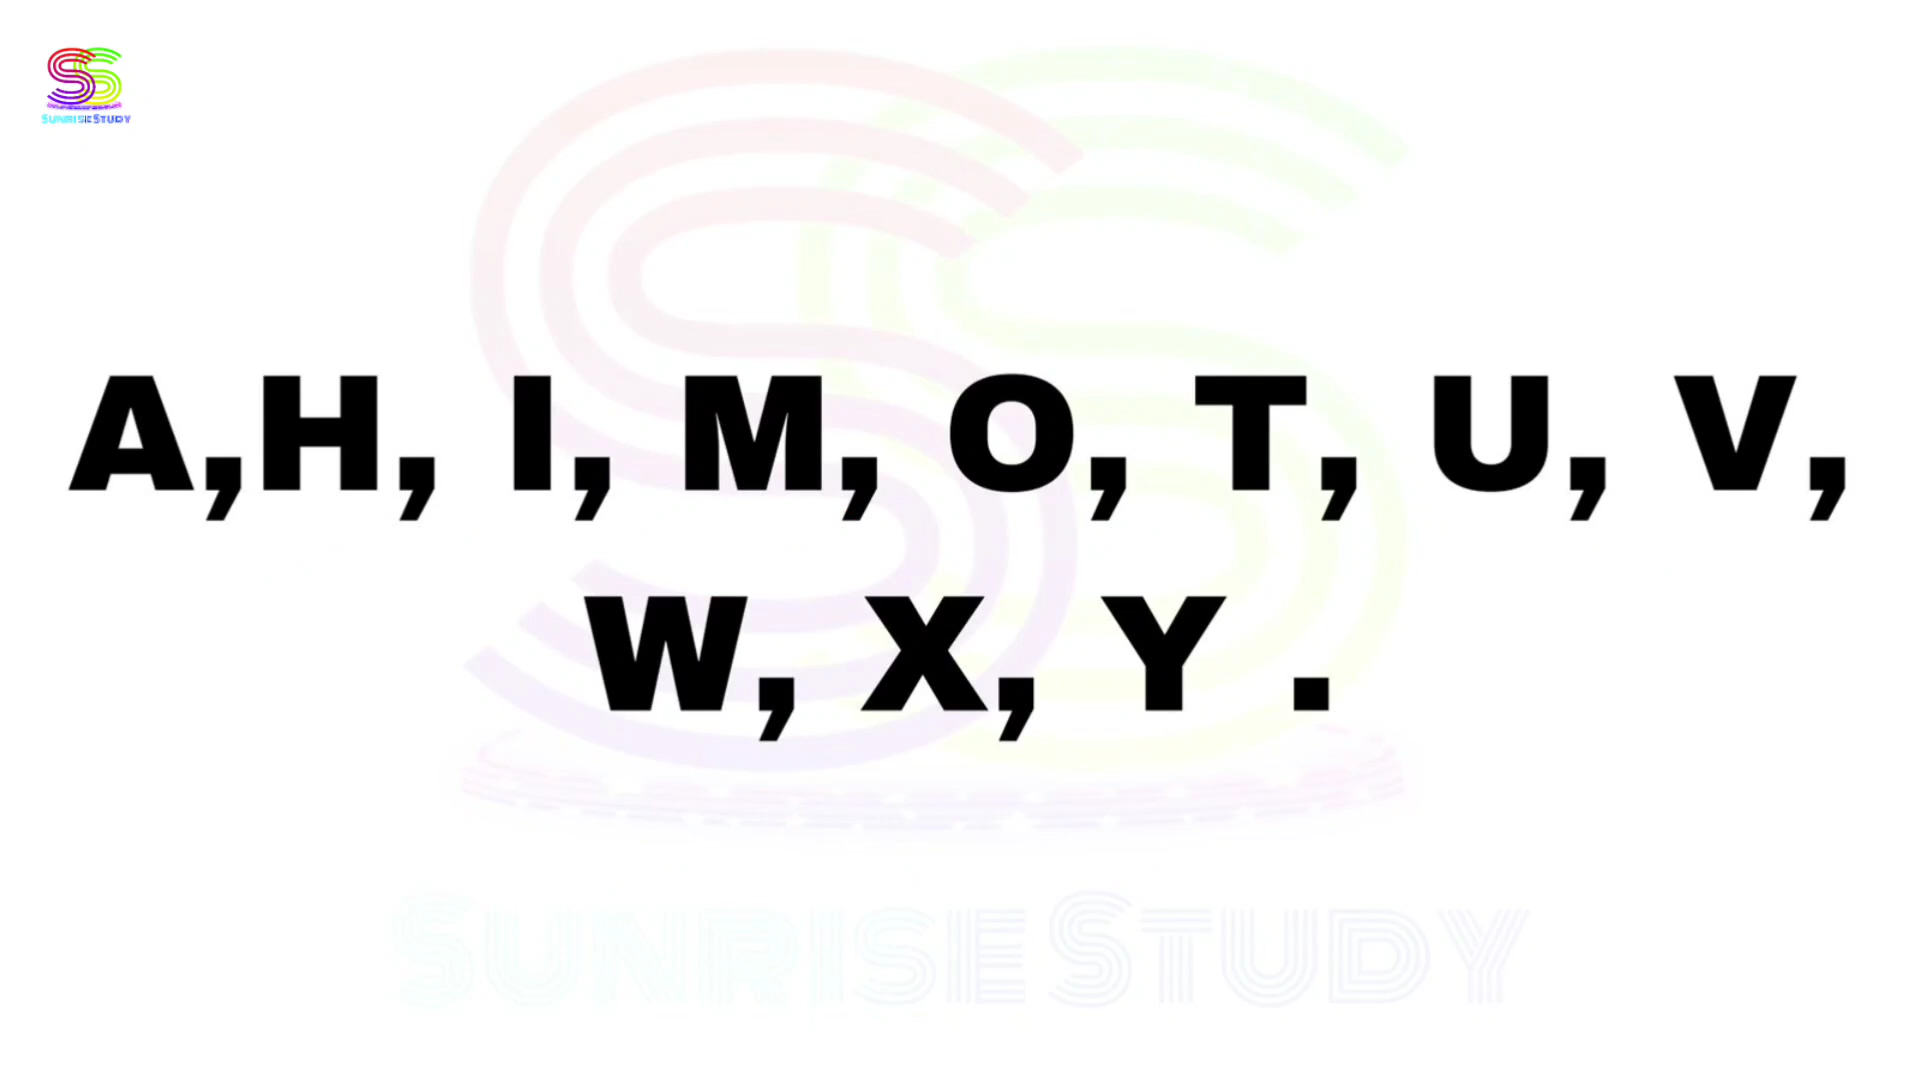 SUNRISESTUDY
A,H, I, M, O, T, U, V,
W, X, Y .
SUNRISESTUDY